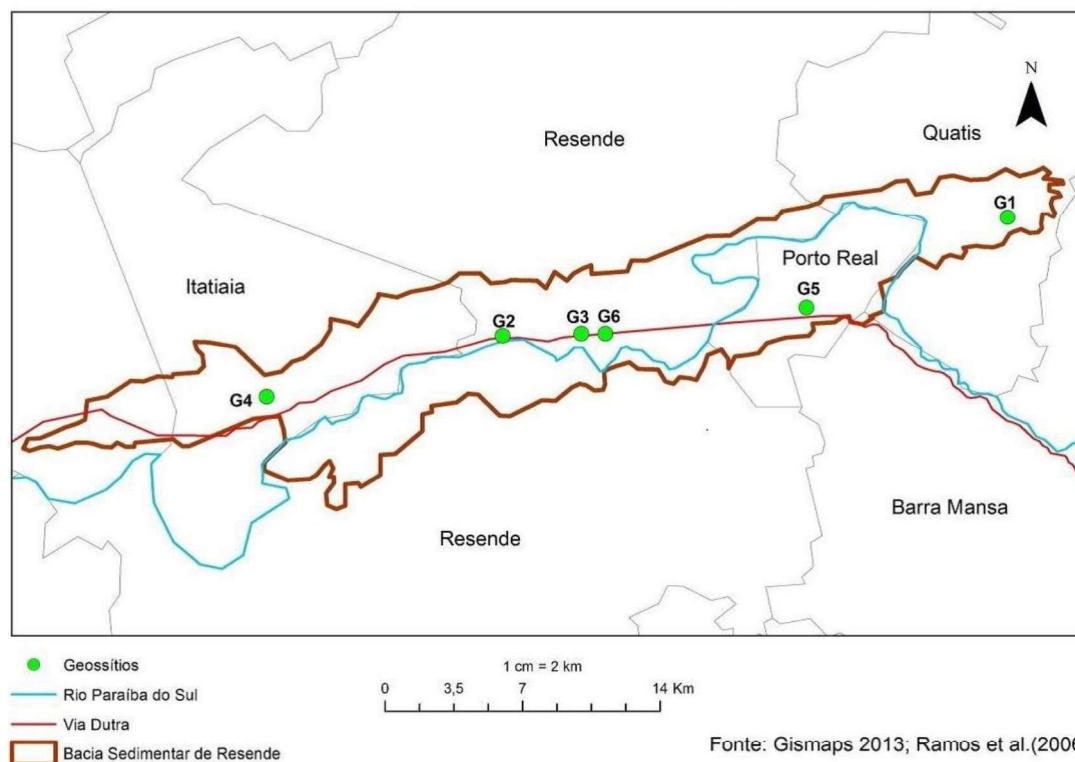 N
Resende
Quatis
G1
Porto Real
Itatiaia
G5
G2
G3
G6
G4
Barra Mansa
Resende
Geossítios
1 cm = 2 km
Rio Paraíba do Sul
0 3,5 7 14 Km
Via Dutra
Bacia Sedimentar de Resende
Fonte: Gismaps 2013; Ramos et al.(2006